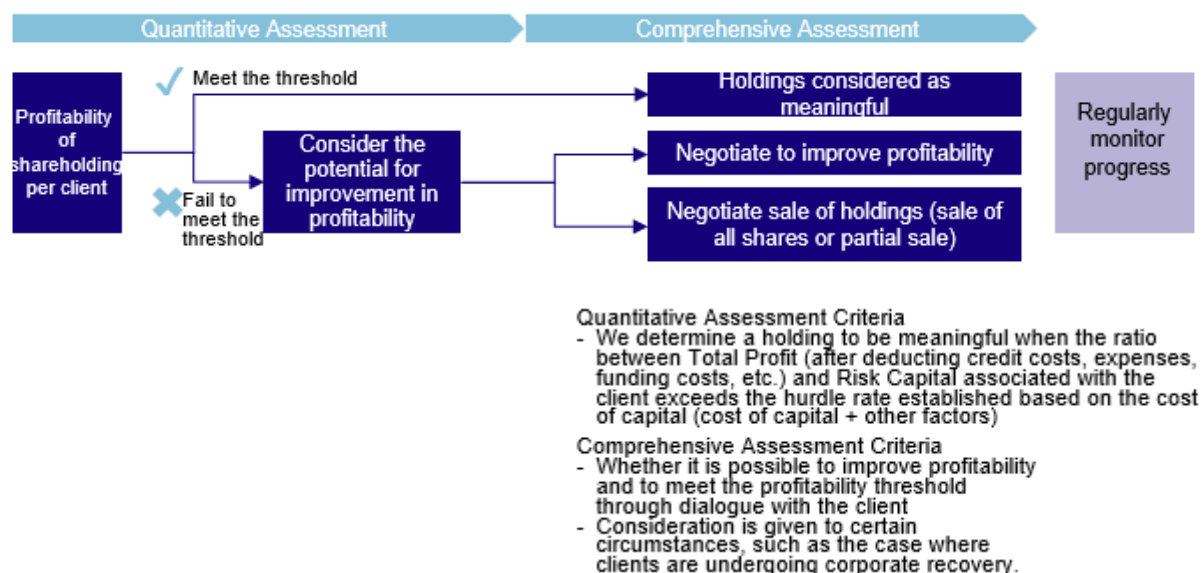 Quantitative Assessment
Comprehensive Assessment
Meet the threshold
Holdings considered as
meaningful
Profitability
of
shareholding
per client
Consider the
potential for
improvement in
profitability
Negotiate to improve profitability
Fail to
meet the
threshold
Negotiate sale of holdings (sale of
all shares or partial sale)
Regularly
monitor
progress
Quantitative Assessment Criteria
- We determine a holding to be meaningful when the ratio
between Total Profit (after deducting credit costs, expenses,
funding costs, etc.) and Risk Capital associated with the
client exceeds the hurdle rate established based on the cost
of capital (cost of capital + other factors)
Comprehensive Assessment Criteria
- Whether it is possible to improve profitability
and to meet the profitability threshold
through dialogue with the client
- Consideration is given to certain
circumstances, such as the case where
clients are undergoing corporate recovery.